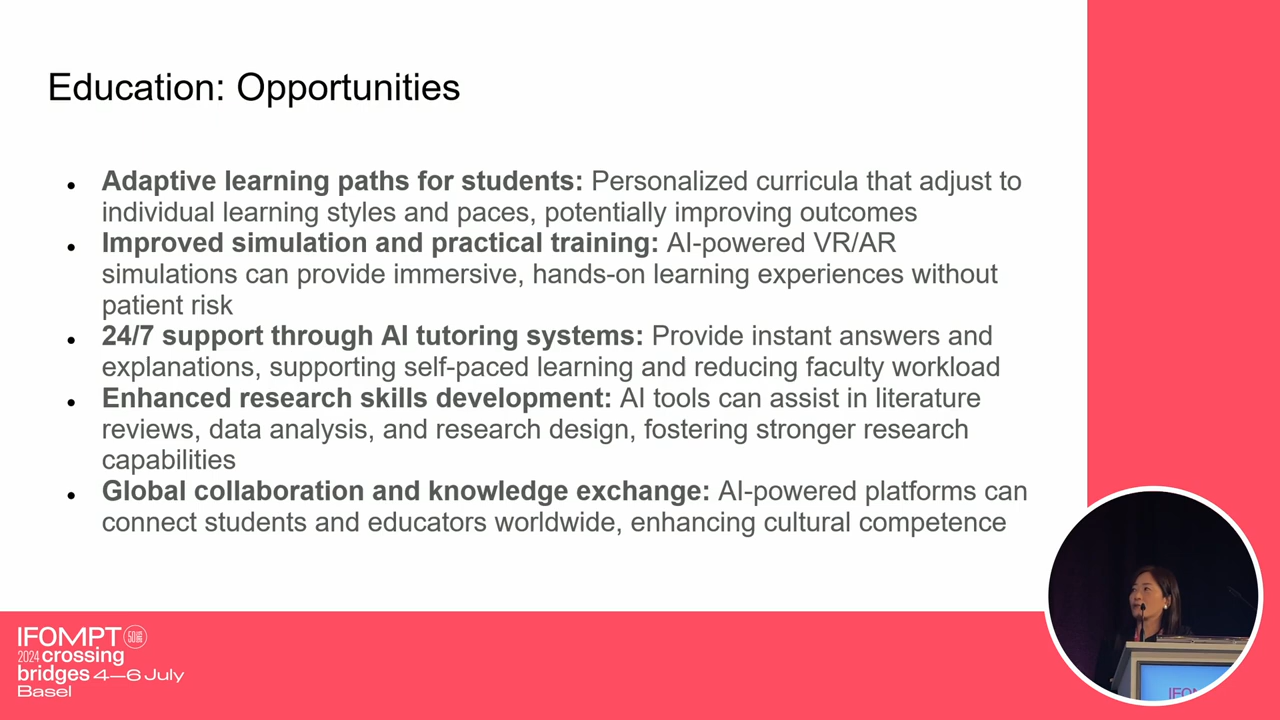 Education: Opportunities
• Adaptive learning paths for students: Personalized curricula that adjust to
individual learning styles and paces, potentially improving outcomes
• Improved simulation and practical training: AI-powered VR/AR
simulations can provide immersive, hands-on learning experiences without
patient risk
• 24/7 support through AI tutoring systems: Provide instant answers and
explanations, supporting self-paced learning and reducing faculty workload
• Enhanced research skills development: AI tools can assist in literature
reviews, data analysis, and research design, fostering stronger research
capabilities
• Global collaboration and knowledge exchange: AI-powered platforms can
connect students and educators worldwide, enhancing cultural competence
IFOMPT
2024 crossing
bridges 4—6 July
Basel